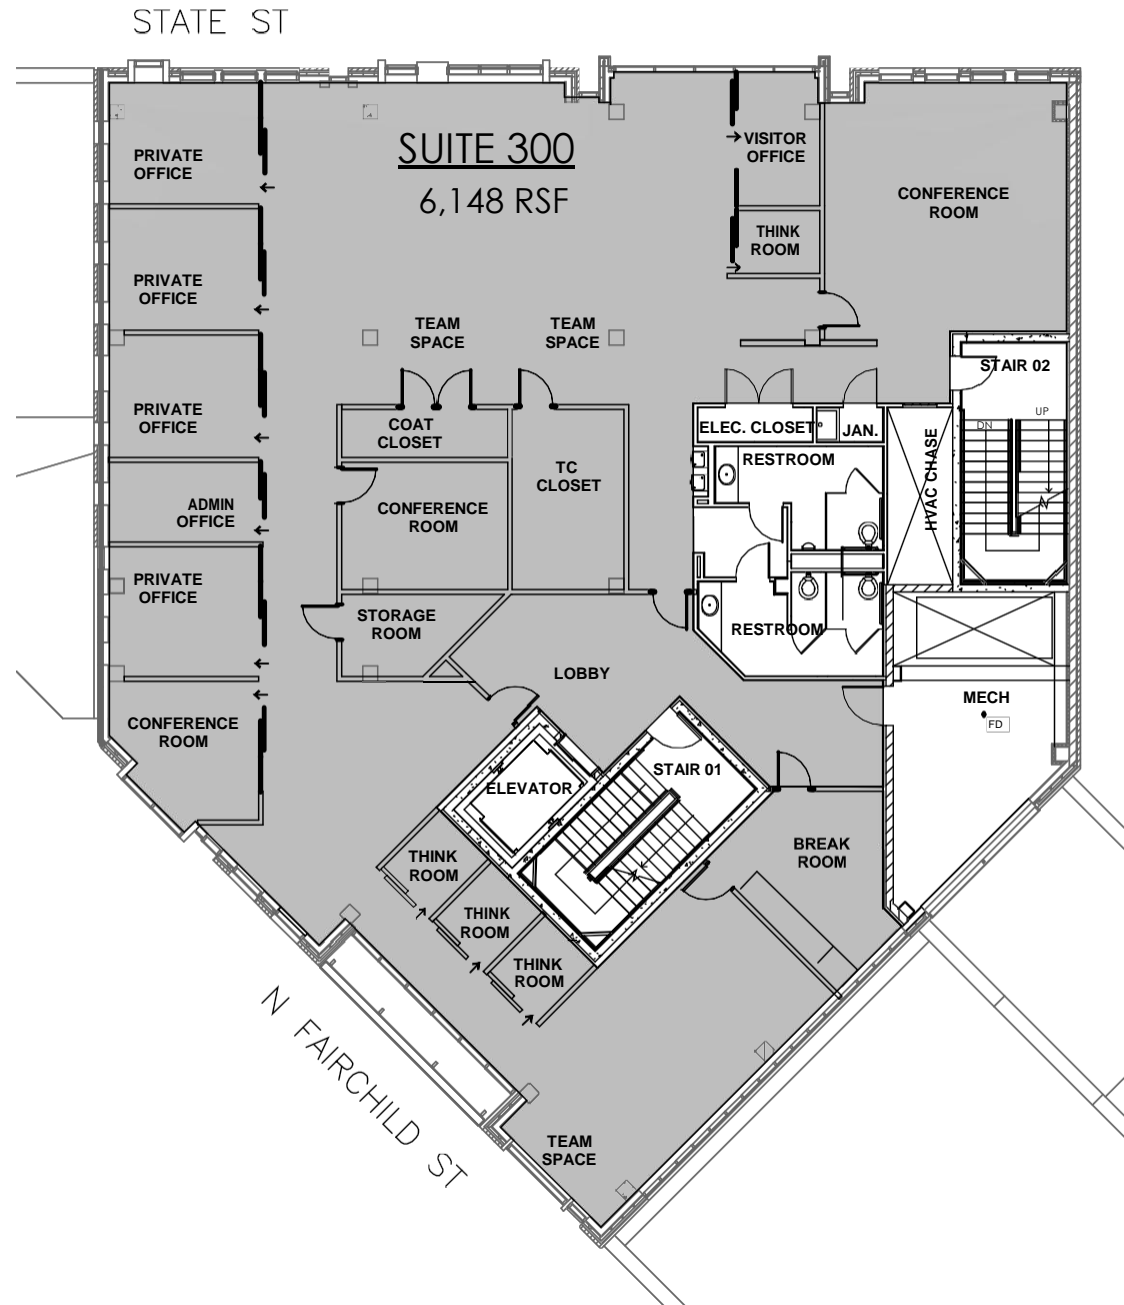 STATE ST
SUITE 300
6,148 RSF
PRIVATE
OFFICE
VISITOR
OFFICE
CONFERENCE
ROOM
THINK
ROOM
PRIVATE
OFFICE
TEAM
SPACE
TEAM
SPACE
STAIR 02
UP
DN
PRIVATE
OFFICE
COAT
CLOSET
ELEC. CLOSET
JAN.
HVAC CHASE
RESTROOM
TC
CLOSET
ADMIN
OFFICE
CONFERENCE
ROOM
PRIVATE
OFFICE
STORAGE
ROOM
RESTROOM
LOBBY
MECH
FD
CONFERENCE
ROOM
STAIR 01
ELEVATOR
BREAK
ROOM
THINK
ROOM
THINK
ROOM
THINK
ROOM
N FAIRCHILD ST
TEAM
SPACE